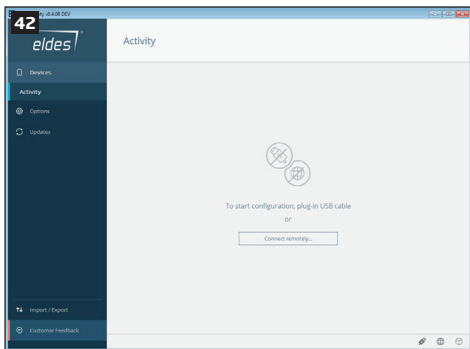 42
v0.4.08 DEV
eldes
Activity
Devices
Activity
Options
Updates
To start configuration, plug-in USB cable
or
Connect remotely...
Import / Export
Customer Feedback